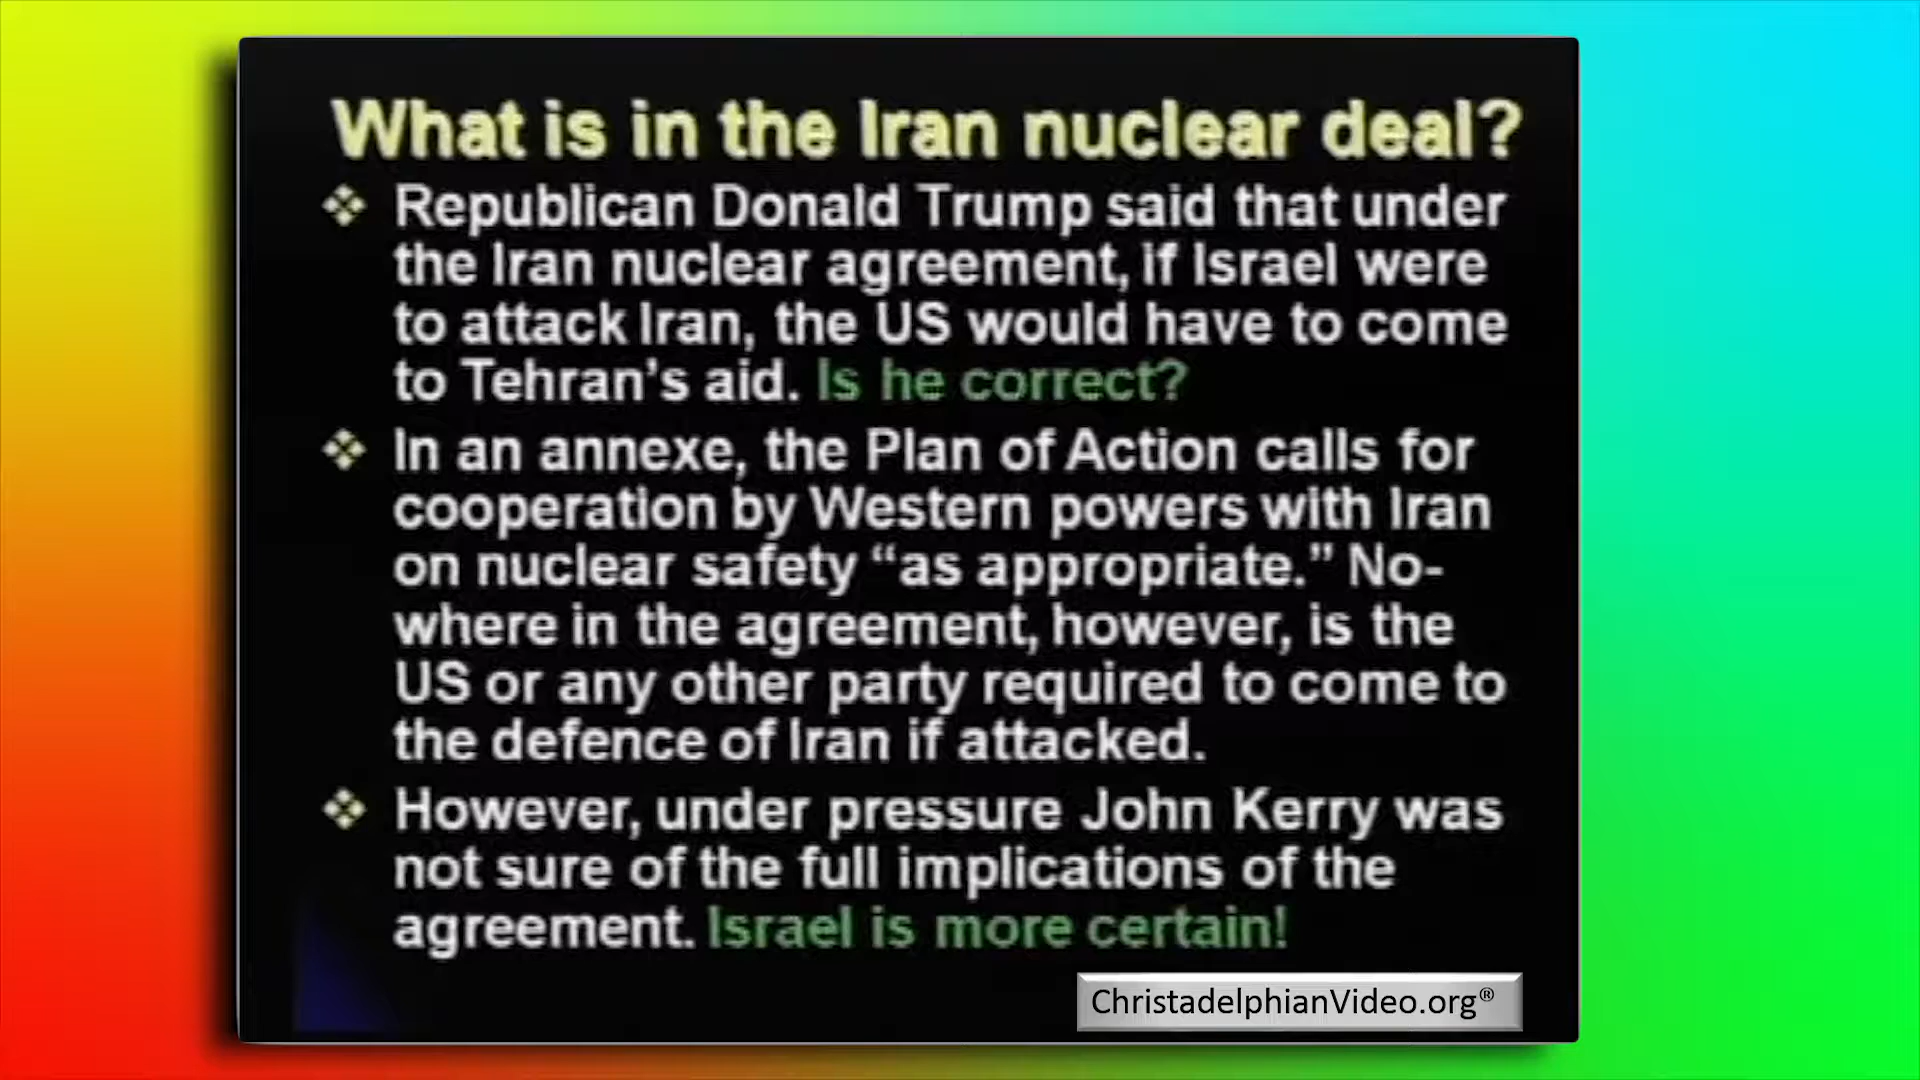 What is in the Iran nuclear deal?
❖ Republican Donald Trump said that under
the Iran nuclear agreement, if Israel were
to attack Iran, the US would have to come
to Tehran’s aid. Is he correct?
❖ In an annexe, the Plan of Action calls for
cooperation by Western powers with Iran
on nuclear safety “as appropriate.” No-
where in the agreement, however, is the
US or any other party required to come to
the defence of Iran if attacked.
❖ However, under pressure John Kerry was
not sure of the full implications of the
agreement. Israel is more certain!
ChristadelphianVideo.org®